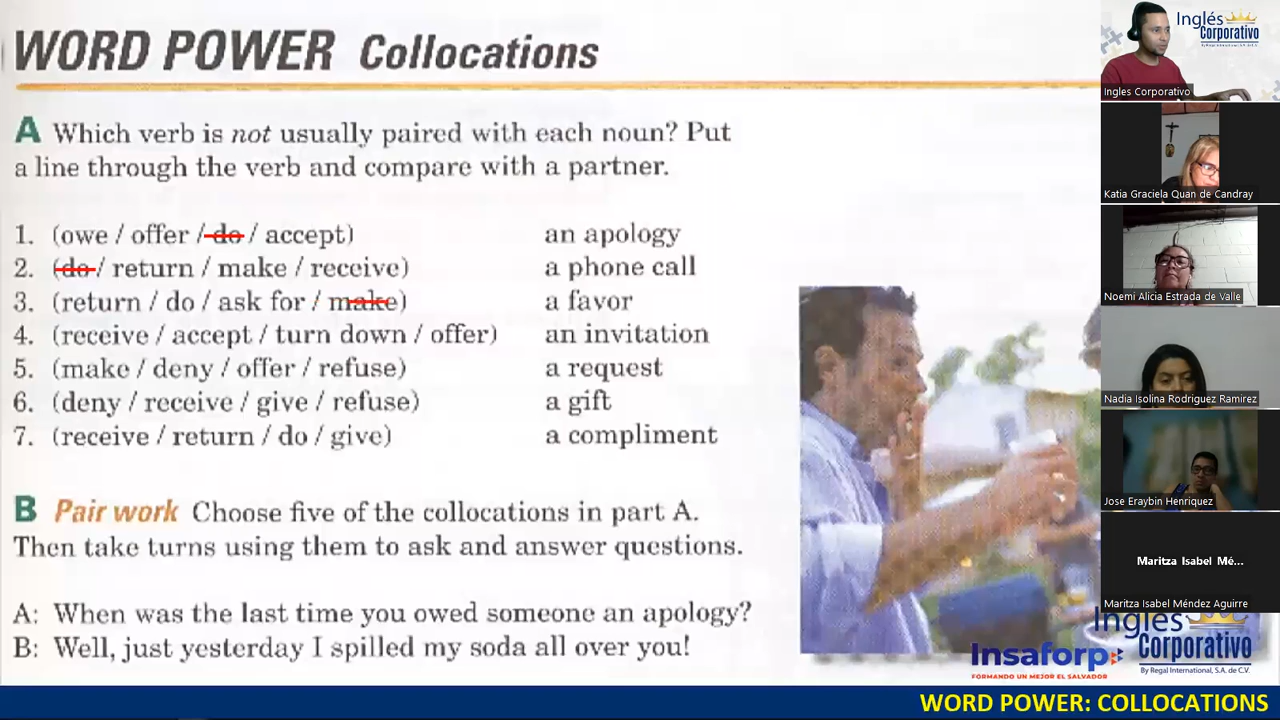 WORD POWER Collocations
A Which verb is not usually paired with each noun? Put
a line through the verb and compare with a partner.
1. (owe / offer / do / accept) an apology
2. (do / return / make / receive) a phone call
3. (return / do / ask for / make) a favor
4. (receive / accept / turn down / offer) an invitation
5. (make / deny / offer / refuse) a request
6. (deny / receive / give / refuse) a gift
7. (receive / return / do / give) a compliment
B Pair work Choose five of the collocations in part A.
Then take turns using them to ask and answer questions.
A: When was the last time you owed someone an apology?
B: Well, just yesterday I spilled my soda all over you!
Inglés
Corporativo
By Regal International, S.A. de C.V.
Ingles Corporativo
Katia Graciela Quan de Candray
Noemi Alicia Estrada de Valle
Nadia Isolina Rodriguez Ramirez
Jose Eraybin Henriquez
Maritza Isabel Mé...
Maritza Isabel Méndez Aguirre
Insaforp
FORMANDO UN MEJOR EL SALVADOR
Inglés
Corporativo
By Regal International, S.A. de C.V.
WORD POWER: COLLOCATIONS